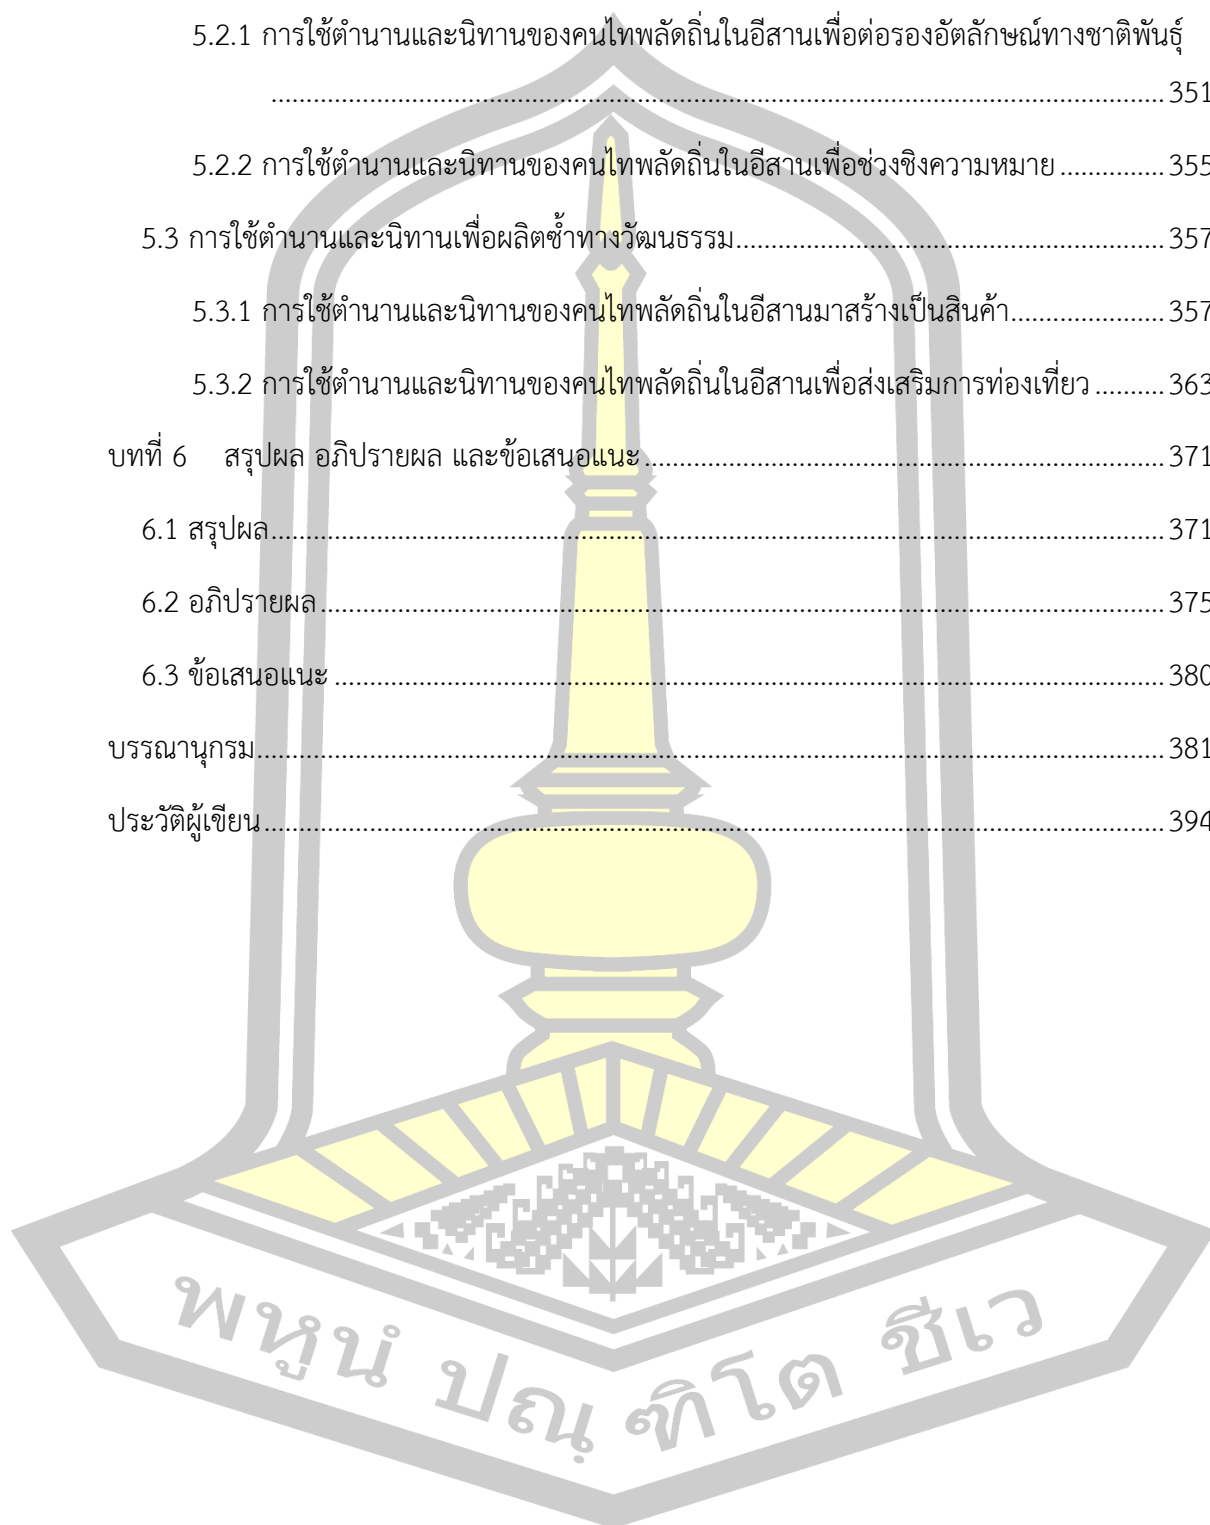 5.2.1 การใช้ตำนานและนิทานของคนไทพลัดถิ่นในอีสานเพื่อต่อรองอัตลักษณ์ทางชาติพันธุ์
.......................................................................................................... 351
5.2.2 การใช้ตำนานและนิทานของคนไทพลัดถิ่นในอีสานเพื่อช่วงชิงความหมาย ............... 355
5.3 การใช้ตำนานและนิทานเพื่อผลิตซ้ำทางวัฒนธรรม................................................... 357
5.3.1 การใช้ตำนานและนิทานของคนไทพลัดถิ่นในอีสานมาสร้างเป็นสินค้า..................... 357
5.3.2 การใช้ตำนานและนิทานของคนไทพลัดถิ่นในอีสานเพื่อส่งเสริมการท่องเที่ยว ........... 363
บทที่ 6 สรุปผล อภิปรายผล และข้อเสนอแนะ .............................................................. 371
6.1 สรุปผล.......................................................................................................... 371
6.2 อภิปรายผล .................................................................................................... 375
6.3 ข้อเสนอแนะ ................................................................................................... 380
บรรณานุกรม............................................................................................................ 381
ประวัติผู้เขียน ........................................................................................................... 394
พหูนํ ปณฺฑิโต ชีเว